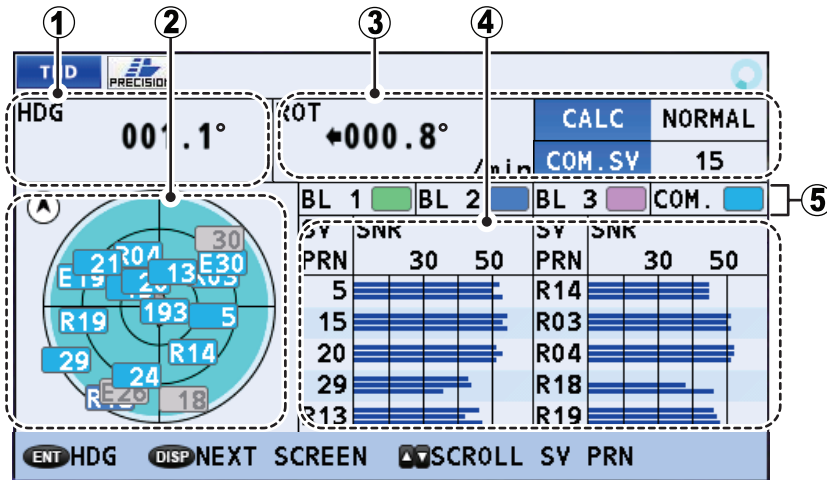 1 2 3 4
PRECISION
HDG
ROT
CALC NORMAL
001.1°
←000.8°
/min
COM.SV 15
BL 1 BL 2 BL 3 COM. 5
SV SNR SV SNR
PRN 30 50 PRN 30 50
5 R14
15 R03
20 R04
29 R18
R13 R19
30
21 R04 13 E30
E19 R03
R19 193 5
29 R14
24
E26 18
ENT HDG DISP NEXT SCREEN ▲▼ SCROLL SV PRN